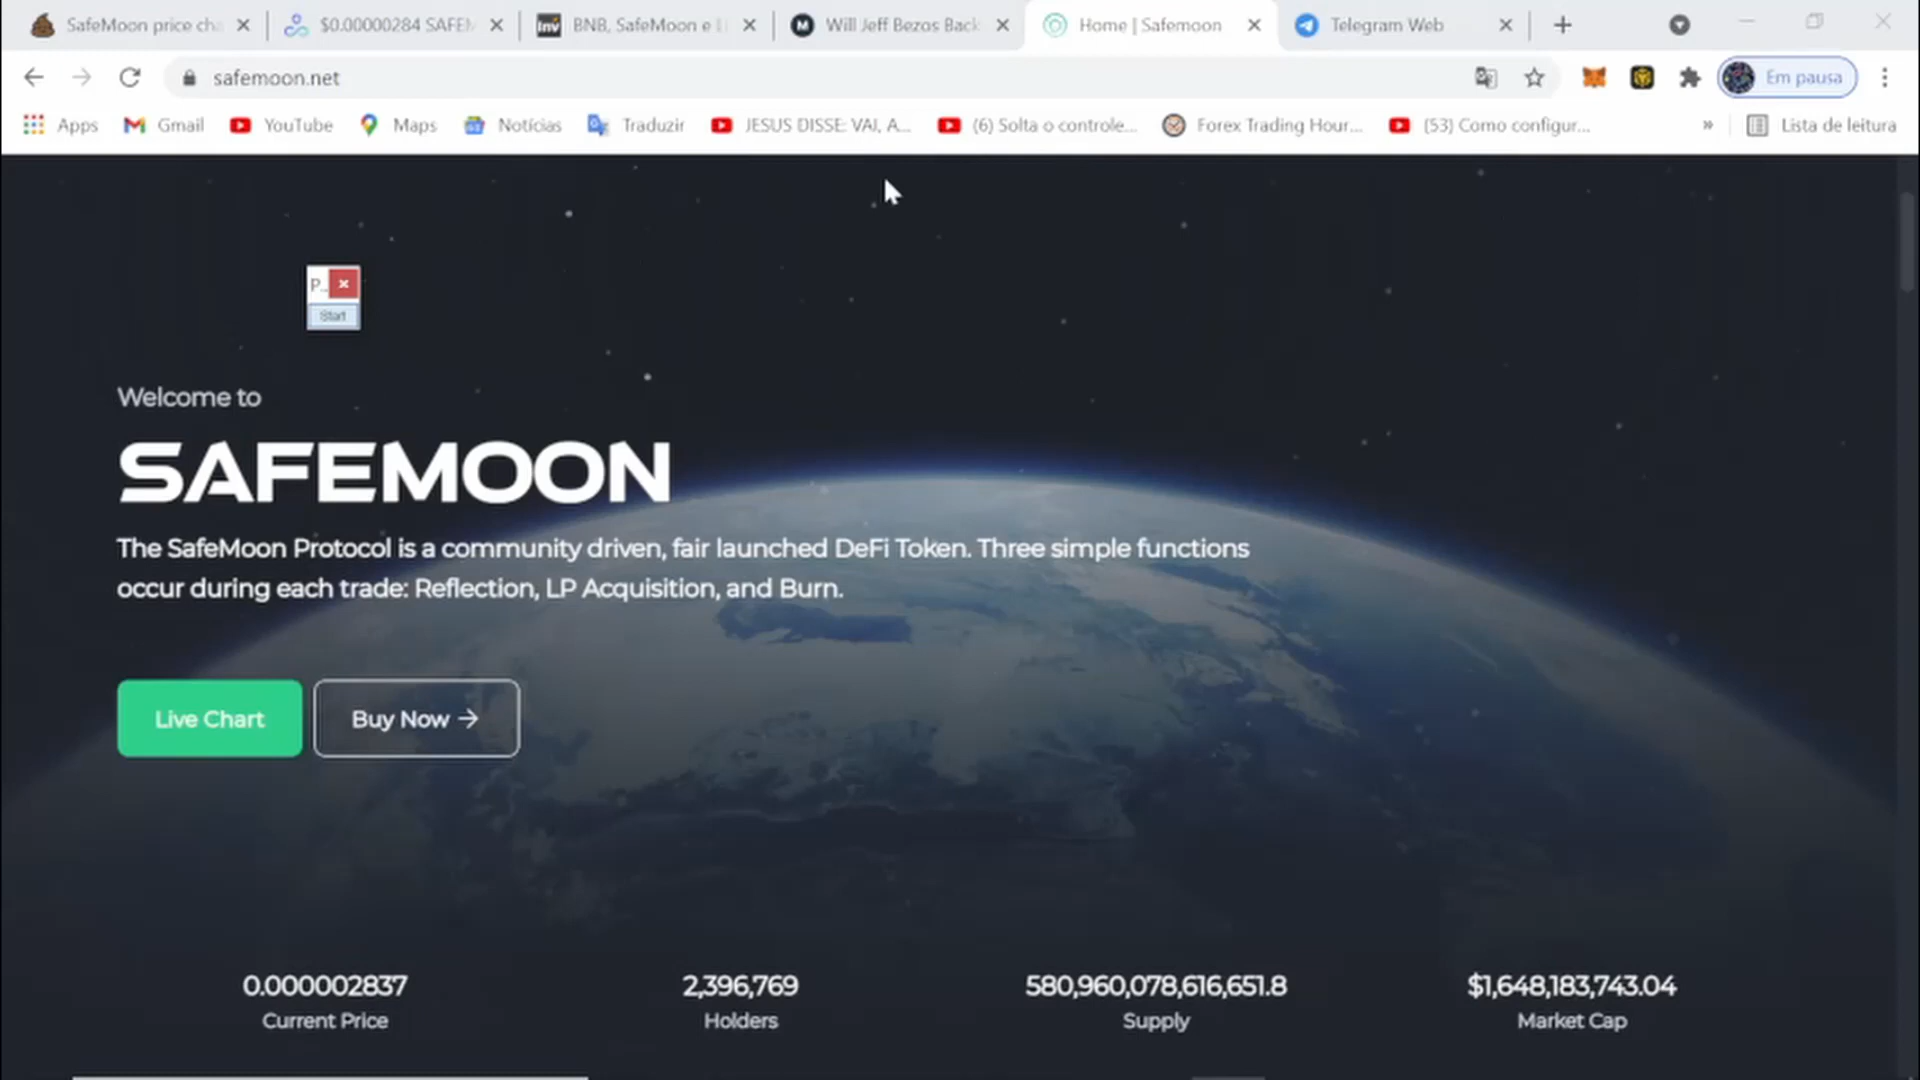 SafeMoon price cha
$0.00000284 SAFEM
BNB, SafeMoon e
Will Jeff Bezos Back
Home | Safemoon
Telegram Web
safemoon.net
Em pausa
Apps
Gmail
YouTube
Maps
Notícias
Traduzir
JESUS DISSE: VAI, A...
(6) Solta o controle...
Forex Trading Hour...
(53) Como configur...
»
Lista de leitura
P...
Start
Welcome to
SAFEMOON
The SafeMoon Protocol is a community driven, fair launched DeFi Token. Three simple functions
occur during each trade: Reflection, LP Acquisition, and Burn.
Live Chart
Buy Now →
0.000002837
Current Price
2,396,769
Holders
580,960,078,616,651.8
Supply
$1,648,183,743.04
Market Cap